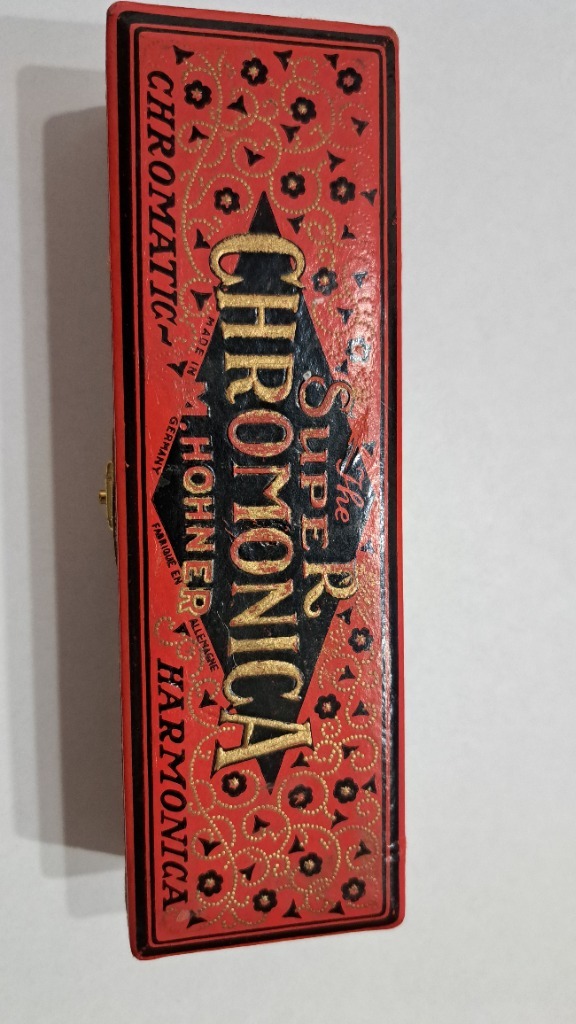 The
SUPER
CHROMONICA
M. HOHNER
MADE IN GERMANY
FABRIQUE EN ALLEMAGNE
CHROMATIC~ HARMONICA